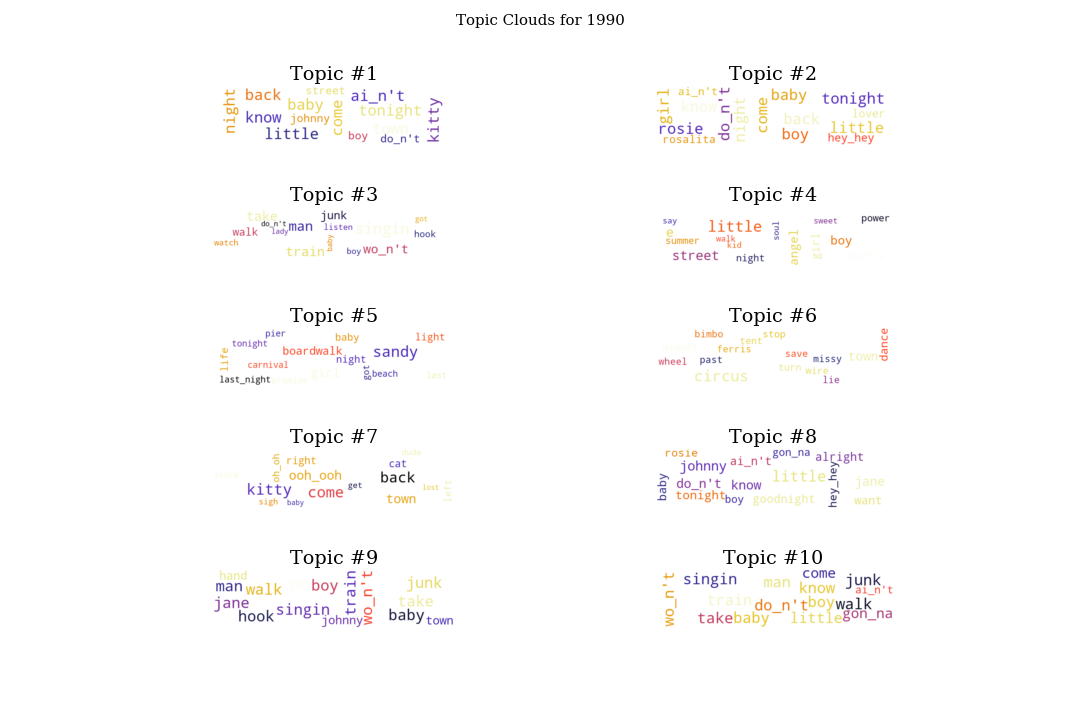 Topic Clouds for 1990
Topic #1
night back street ai_n't
baby come tonight kitty
know johnny
little boy do_n't
Topic #2
girl ai_n't do_n't baby tonight
know night come back lover
rosie little
rosalita boy hey_hey
Topic #3
take junk got
walk do_n't lady man listen singin hook
watch baby
train boy wo_n't
Topic #4
say little soul sweet power
e
summer walk kid angel girl boy
street night
Topic #5
pier baby light
tonight boardwalk sandy
life carnival night
last_night girl got beach last
Topic #6
bimbo tent stop dance
ferris
wheel past save missy town
circus turn wire
lie
Topic #7
oh_oh right dude
ooh_ooh cat back
kitty come get lost left
sigh baby town
Topic #8
rosie gon_na alright
johnny ai_n't
baby do_n't know little hey_hey jane
tonight boy goodnight want
Topic #9
hand train wo_n't junk
man walk boy
jane take
hook singin johnny baby town
Topic #10
wo_n't singin come junk
man know ai_n't
train do_n't boy walk
take baby little gon_na